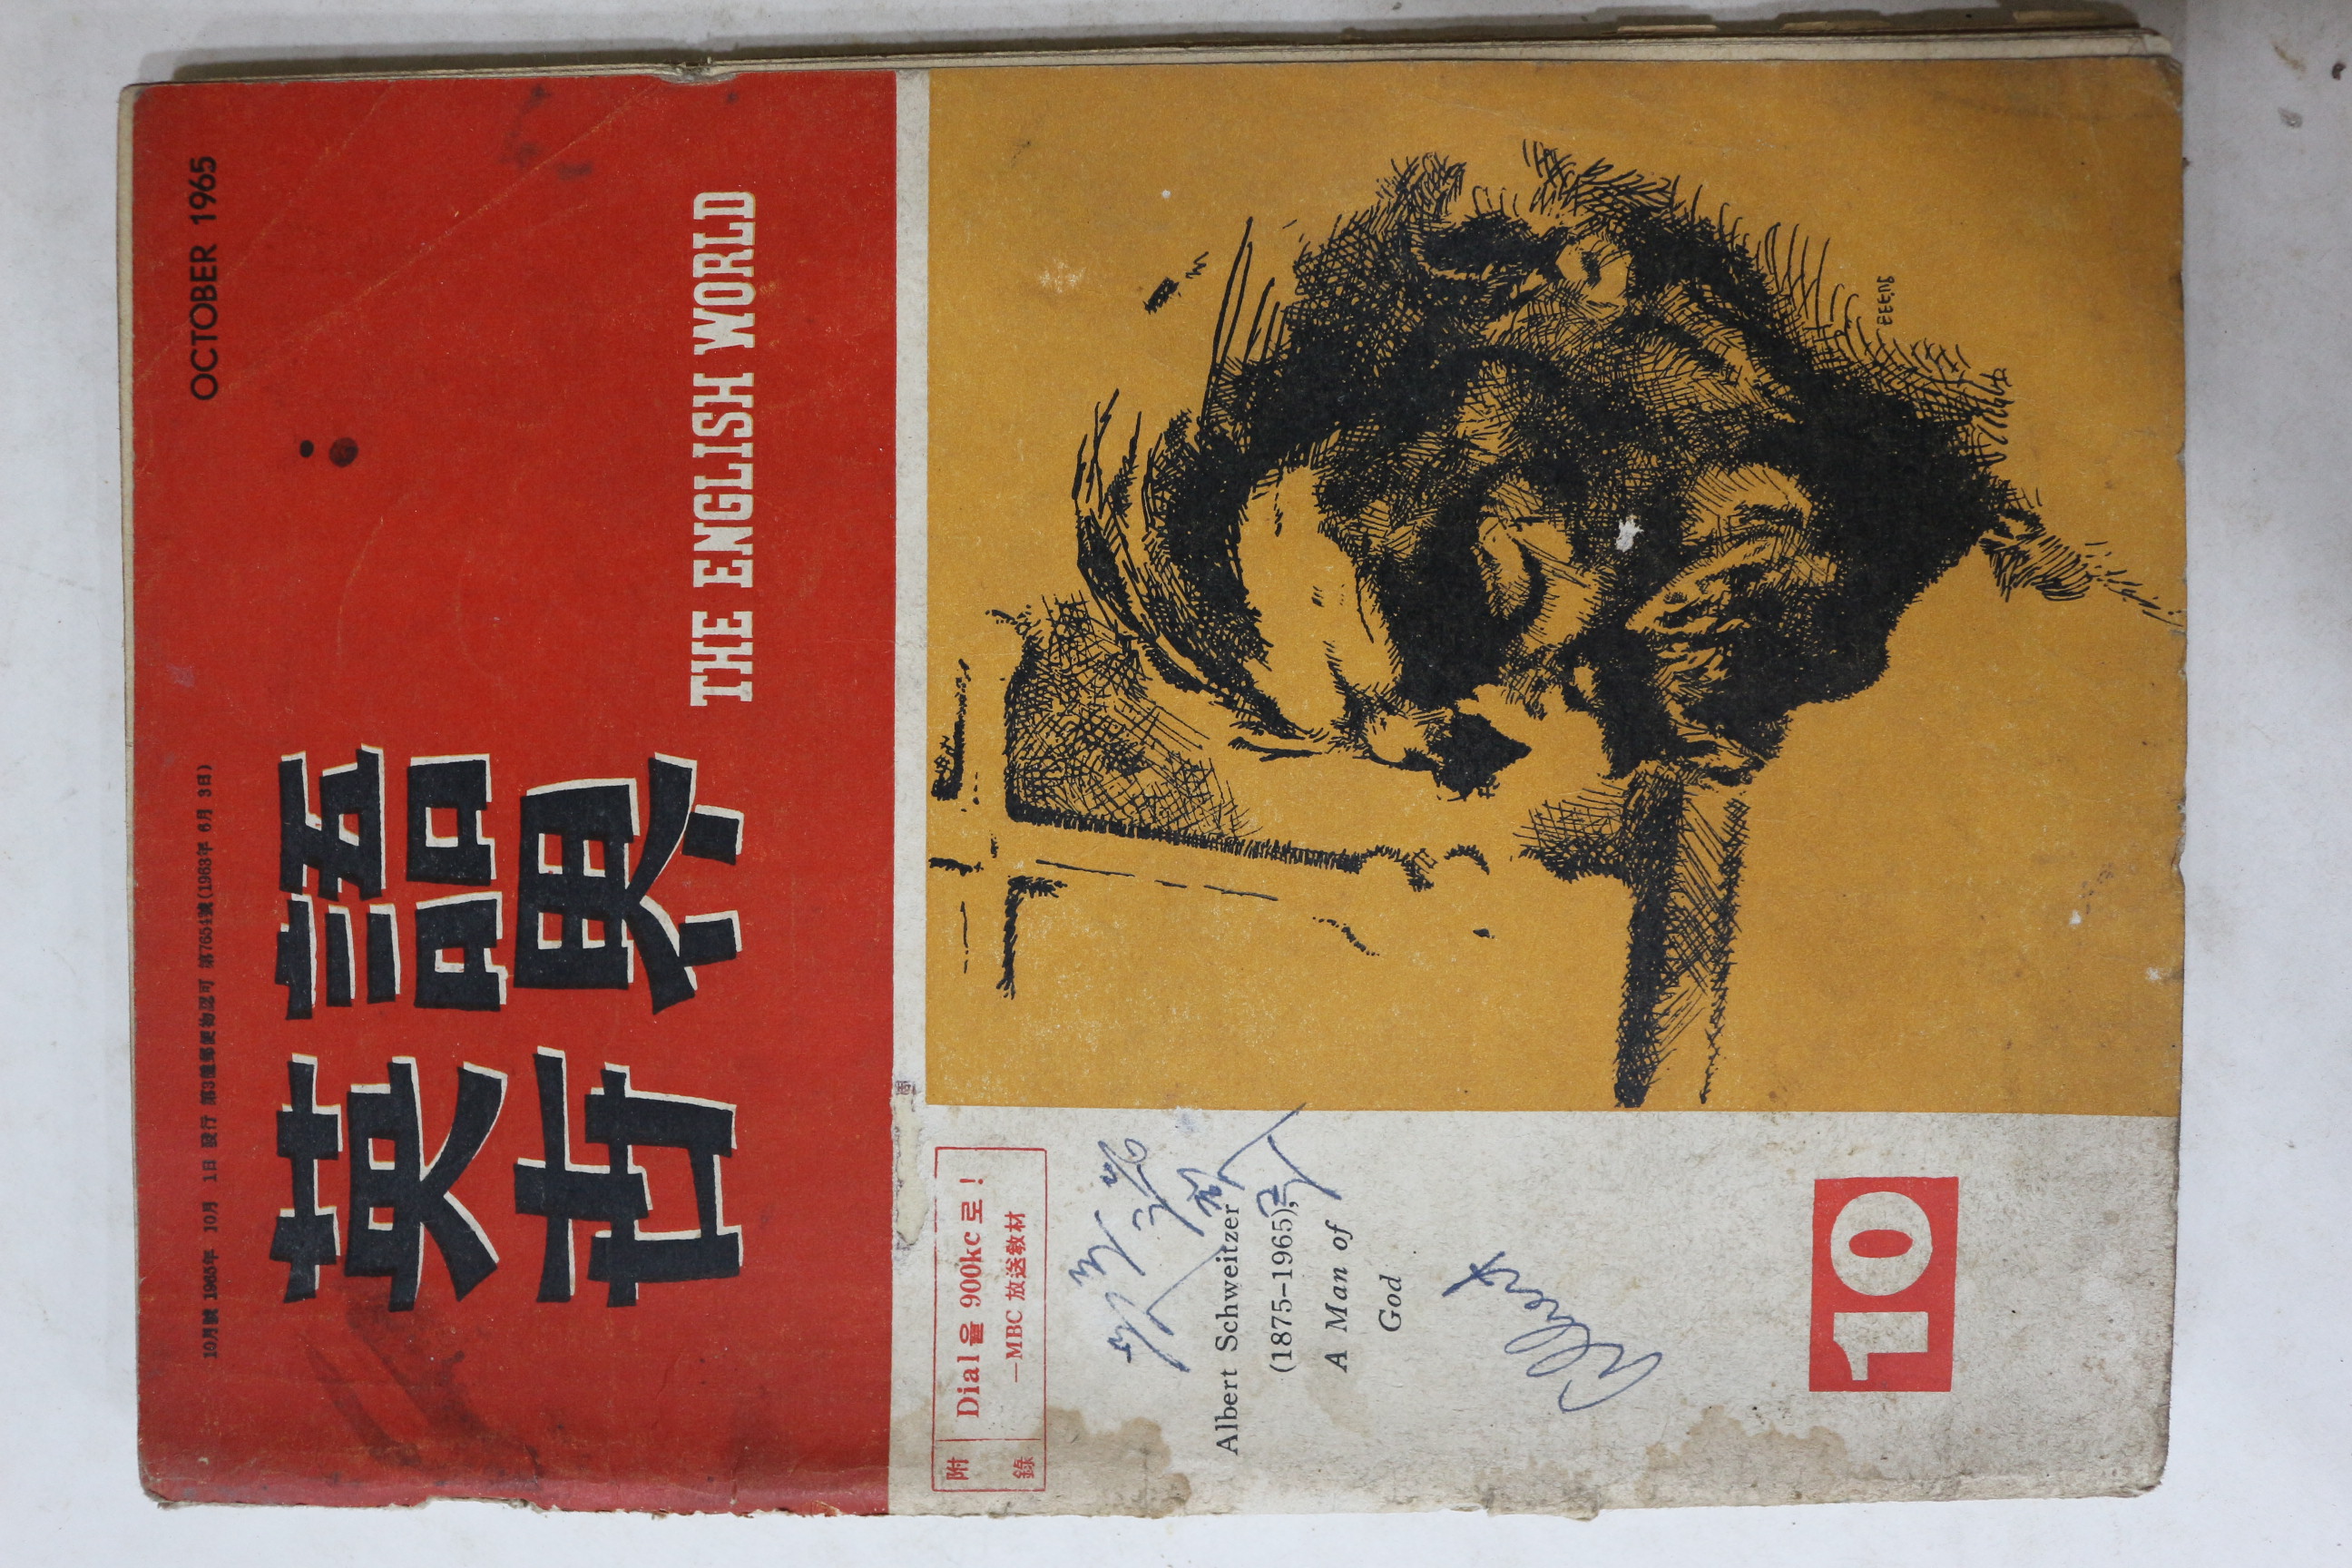 10月號 1965年 10月 1日 發行 第3種郵便物認可 第7654號(1963年 6月 3日)
OCTOBER 1965
英語
世界
THE ENGLISH WORLD
附錄
Dial을 900kc로!
—MBC 放送敎材
Albert Schweitzer
(1875–1965);
A Man of
God
Albert
10